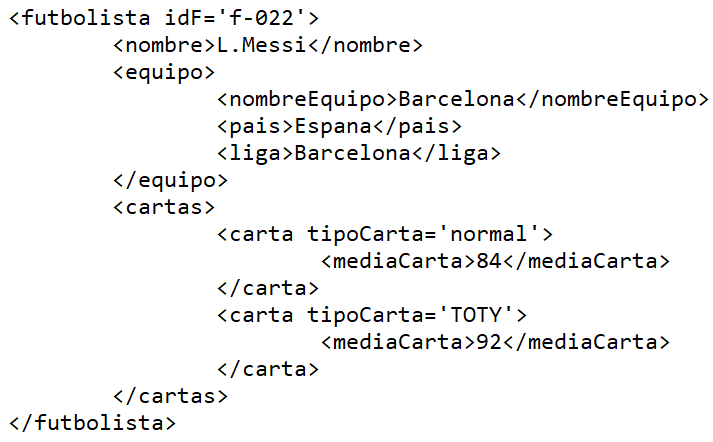 <futbolista idF='f-022'>
<nombre>L.Messi</nombre>
<equipo>
<nombreEquipo>Barcelona</nombreEquipo>
<pais>Espana</pais>
<liga>Barcelona</liga>
</equipo>
<cartas>
<carta tipoCarta='normal'>
<mediaCarta>84</mediaCarta>
</carta>
<carta tipoCarta='TOTY'>
<mediaCarta>92</mediaCarta>
</carta>
</cartas>
</futbolista>